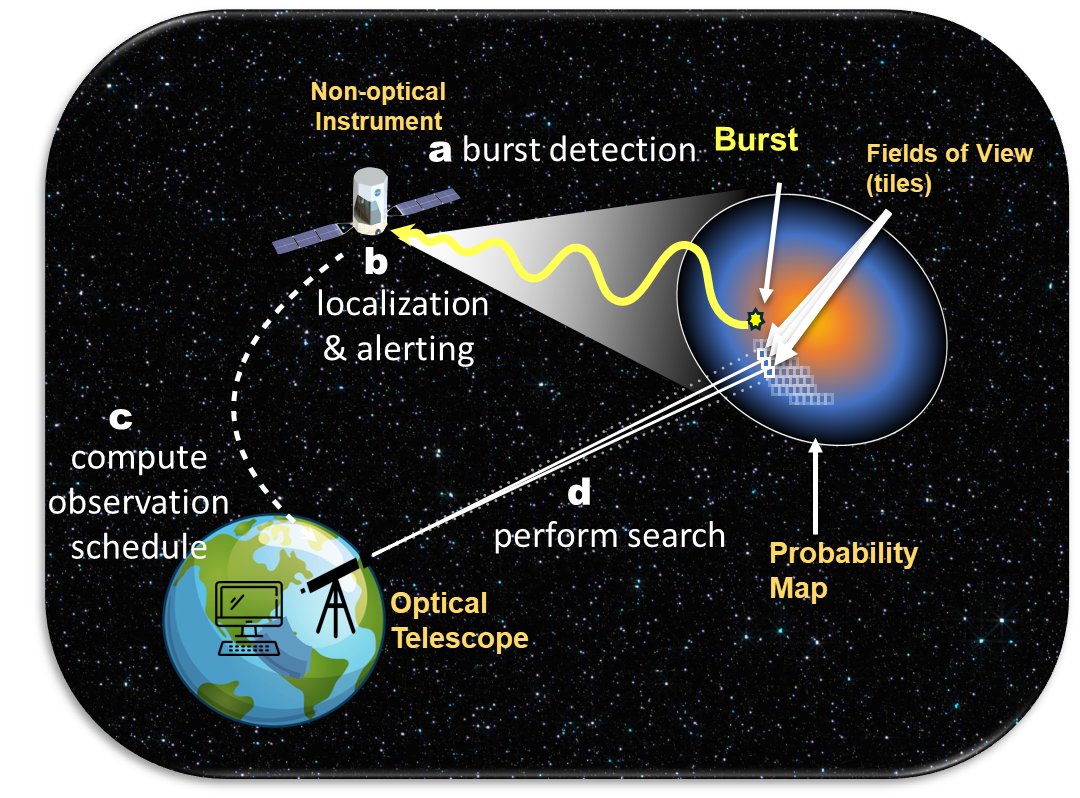 Non-optical
Instrument
a burst detection
Burst
Fields of View
(tiles)
b
localization
& alerting
c
compute
observation
schedule
d
perform search
Probability
Map
Optical
Telescope